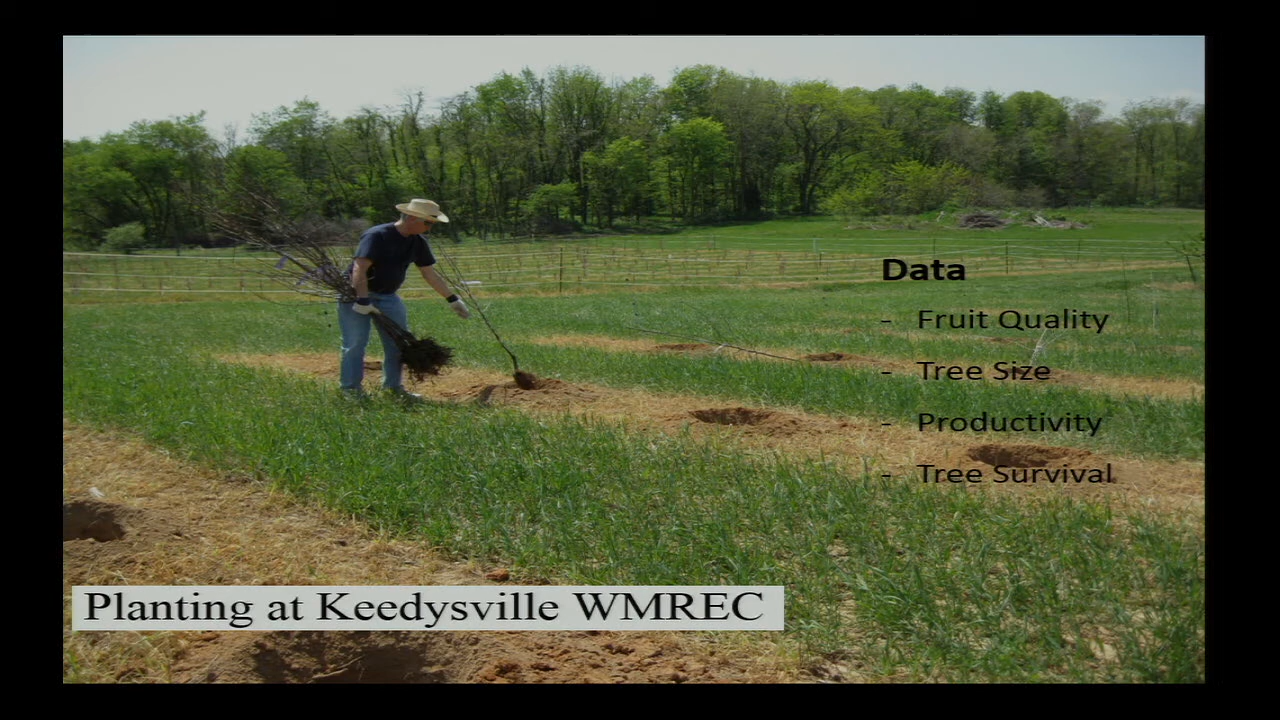 Data
- Fruit Quality
- Tree Size
- Productivity
- Tree Survival
Planting at Keedysville WMREC